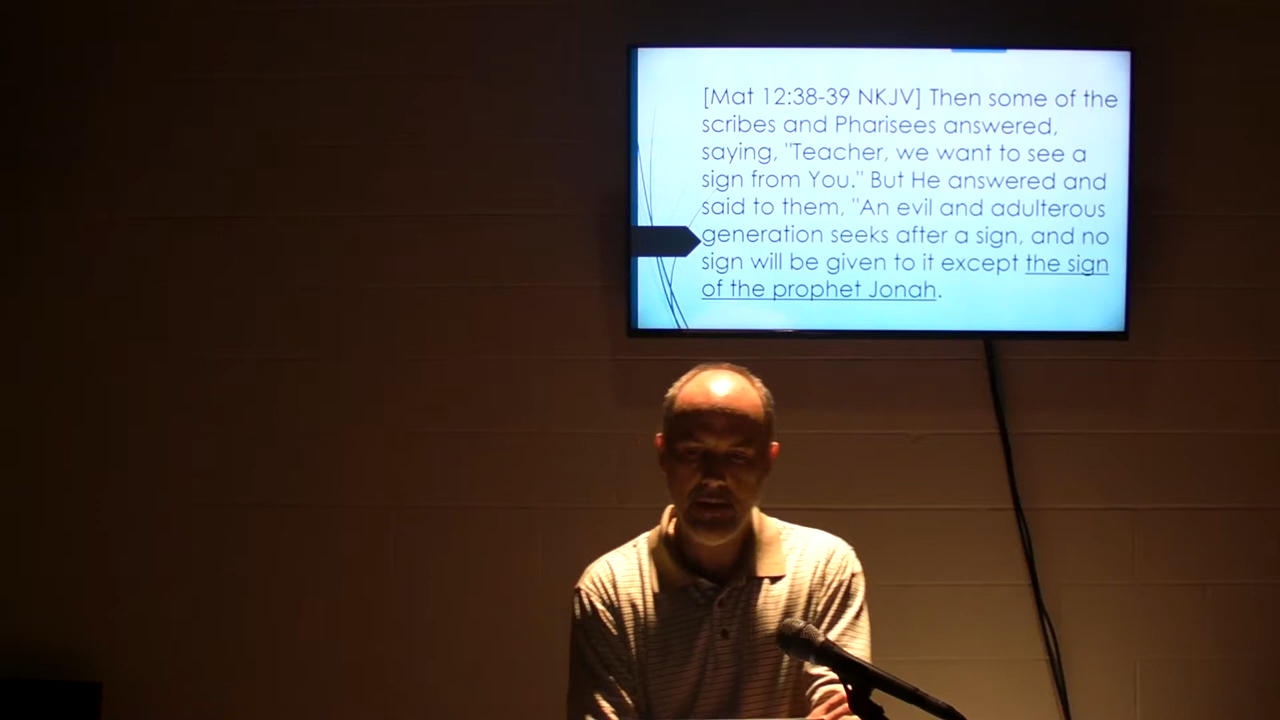 [Mat 12:38-39 NKJV] Then some of the
scribes and Pharisees answered,
saying, "Teacher, we want to see a
sign from You." But He answered and
said to them, "An evil and adulterous
generation seeks after a sign, and no
sign will be given to it except the sign
of the prophet Jonah.